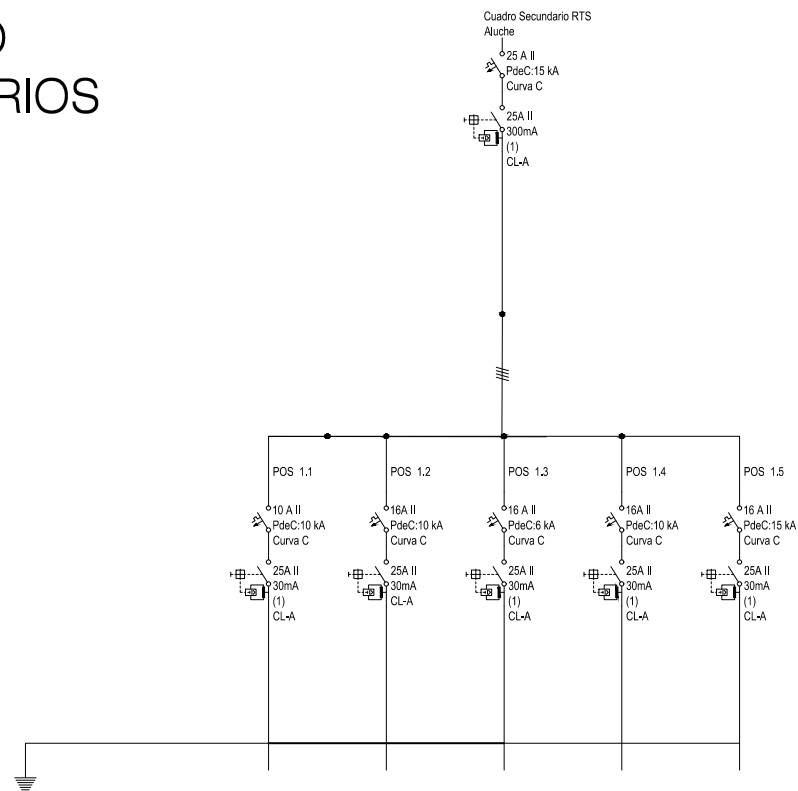 O
RIOS
Cuadro Secundario RTS
Aluche
25 A II
PdeC:15 kA
Curva C
25A II
300mA
(1)
CL-A
POS 1.1
10 A II
PdeC:10 kA
Curva C
25A II
30mA
(1)
CL-A
POS 1.2
16A II
PdeC:10 kA
Curva C
25A II
30mA
CL-A
POS 1.3
16 A II
PdeC:6 kA
Curva C
25A II
30mA
(1)
CL-A
POS 1.4
16A II
PdeC:10 kA
Curva C
25A II
30mA
(1)
CL-A
POS 1.5
16 A II
PdeC:15 kA
Curva C
25A II
30mA
(1)
CL-A